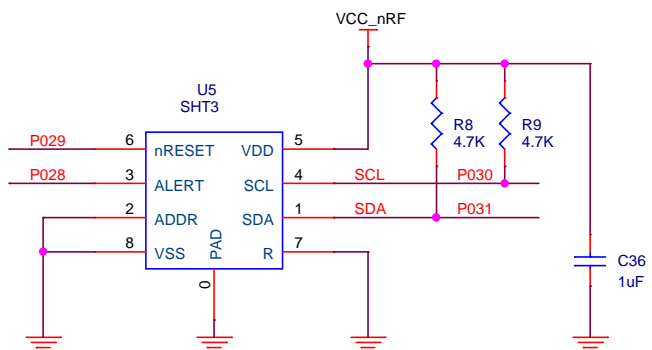 VCC_nRF
U5
SHT3
P029 6 nRESET VDD 5
R8 4.7K
R9 4.7K
P028 3 ALERT SCL 4 SCL P030
2 ADDR SDA 1 SDA P031
8 VSS PAD R 7
0
C36
1uF